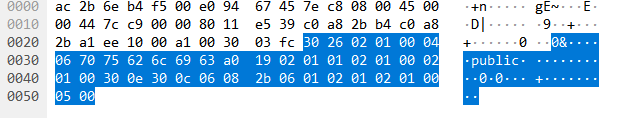 0000 ac 2b 6e b4 f5 00 e0 94 67 45 7e c8 08 00 45 00 ·+n·····gE~···E·
0010 00 44 7c c9 00 00 80 11 e5 39 c0 a8 2b b4 c0 a8 ·D|······9··+···
0020 2b a1 ee 10 00 a1 00 30 03 fc 30 26 02 01 00 04 +······0··0&····
0030 06 70 75 62 6c 69 63 a0 19 02 01 01 02 01 00 02 ·public·········
0040 01 00 30 0e 30 0c 06 08 2b 06 01 02 01 02 01 00 ··0·0···+·······
0050 05 00 ··